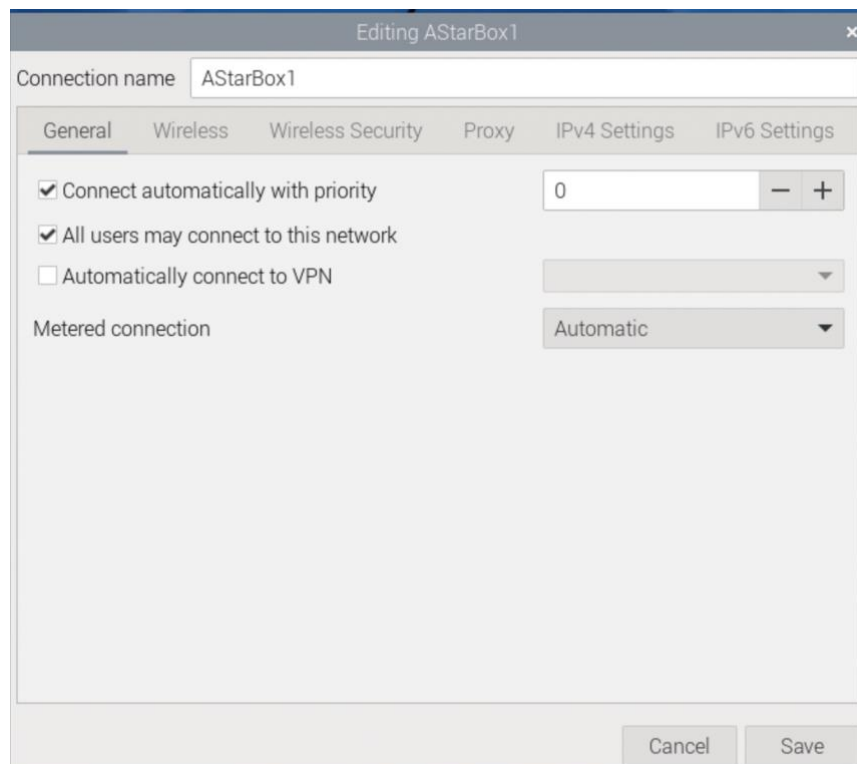 Editing AStarBox1
Connection name AStarBox1
General Wireless Wireless Security Proxy IPv4 Settings IPv6 Settings
Connect automatically with priority 0
All users may connect to this network
Automatically connect to VPN
Metered connection Automatic
Cancel Save